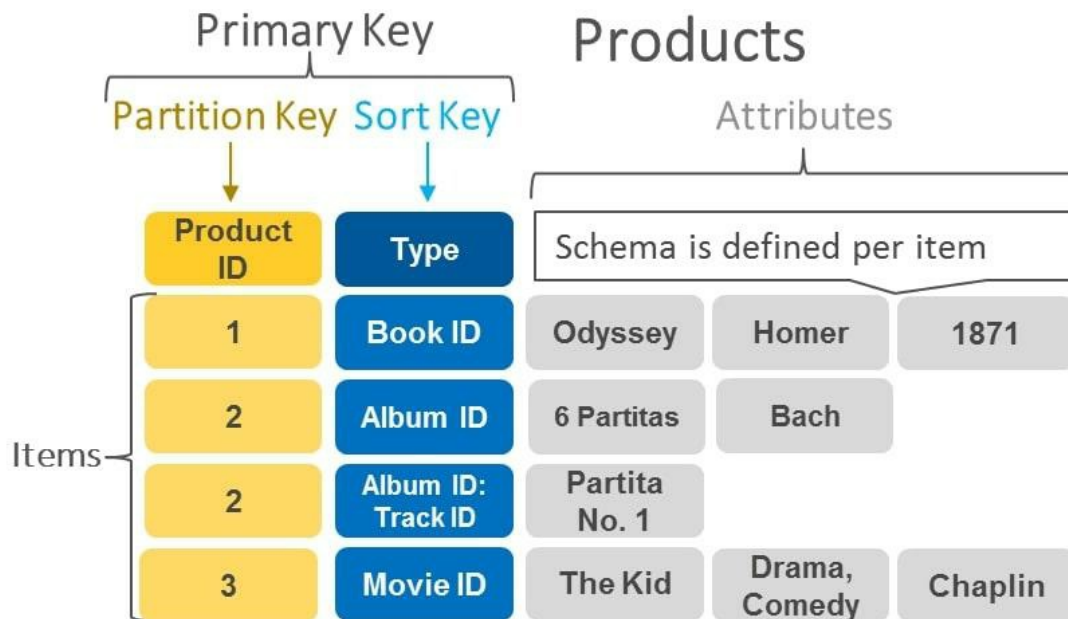 Primary Key
Products
Partition Key
Sort Key
Attributes
Product
ID
Type
Schema is defined per item
Items
1
Book ID
Odyssey
Homer
1871
2
Album ID
6 Partitas
Bach
2
Album ID:
Track ID
Partita
No. 1
3
Movie ID
The Kid
Drama,
Comedy
Chaplin